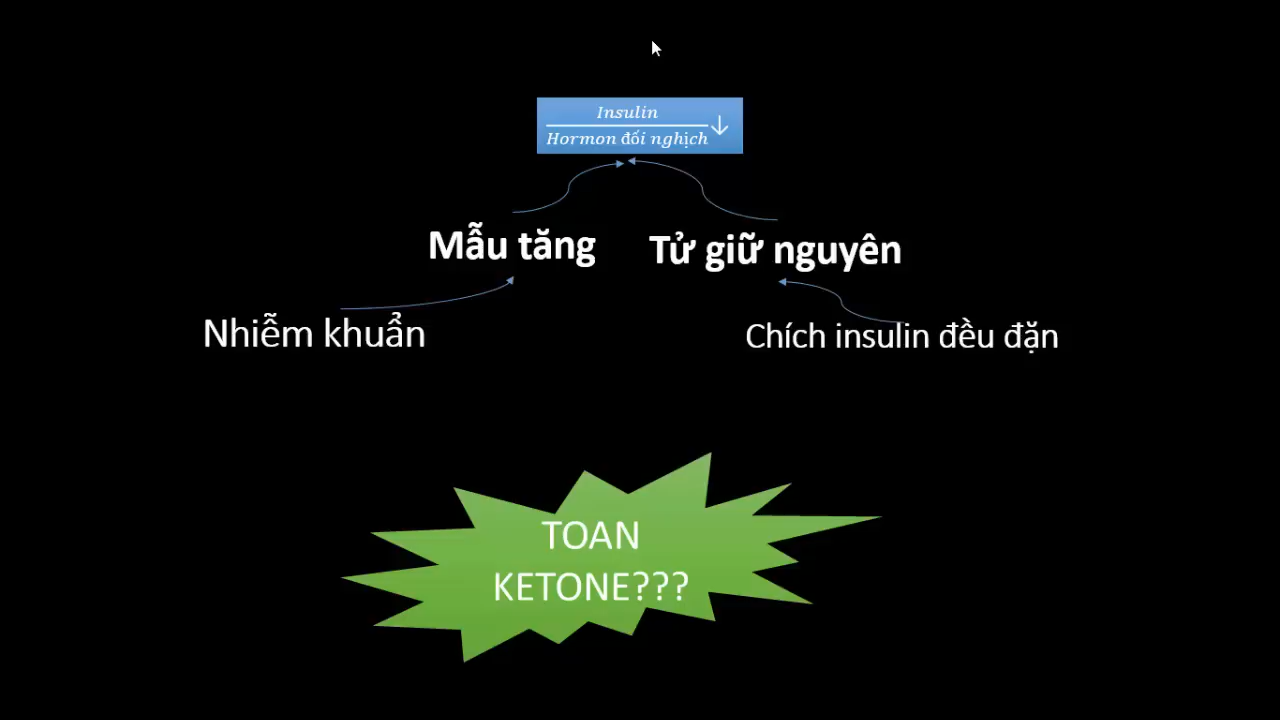 Insulin
Hormon đối nghịch ↓
Mẫu tăng
Tử giữ nguyên
Nhiễm khuẩn
Chích insulin đều đặn
TOAN
KETONE???